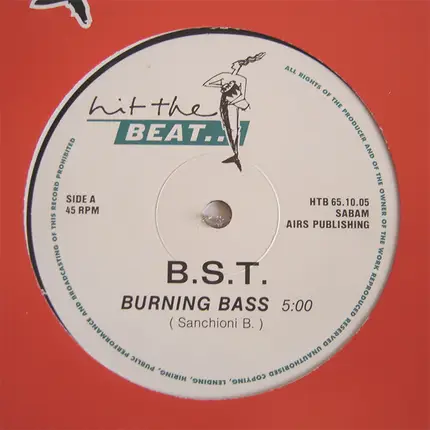 hit the
BEAT...
SIDE A
45 RPM
HTB 65.10.05
SABAM
AIRS PUBLISHING
B.S.T.
BURNING BASS 5:00
( Sanchioni B. )
ALL RIGHTS OF THE PRODUCER AND OF THE OWNER OF THE WORK REPRODUCED RESERVED UNAUTHORISED COPYING, LENDING, HIRING, PUBLIC PERFORMANCE AND BROADCASTING OF THIS RECORD PROHIBITED